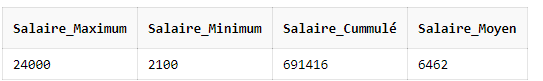 Salaire_Maximum Salaire_Minimum Salaire_Cummulé Salaire_Moyen
24000 2100 691416 6462